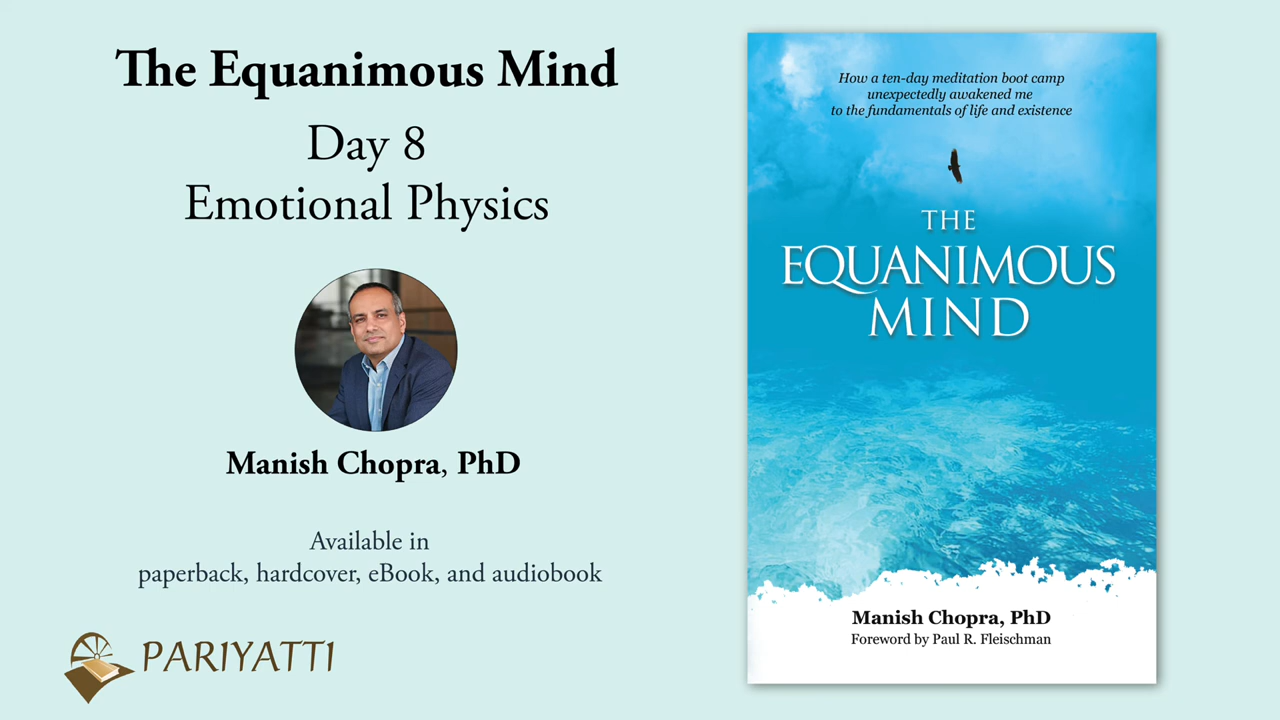 The Equanimous Mind
Day 8
Emotional Physics
Manish Chopra, PhD
Available in
paperback, hardcover, eBook, and audiobook
PARIYATTI
How a ten-day meditation boot camp
unexpectedly awakened me
to the fundamentals of life and existence
THE
EQUANIMOUS
MIND
Manish Chopra, PhD
Foreword by Paul R. Fleischman